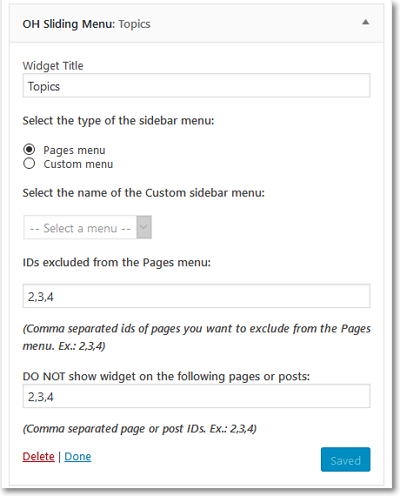 OH Sliding Menu: Topics
Widget Title
Topics
Select the type of the sidebar menu:
Pages menu
Custom menu
Select the name of the Custom sidebar menu:
-- Select a menu --
IDs excluded from the Pages menu:
2,3,4
(Comma separated ids of pages you want to exclude from the Pages
menu. Ex.: 2,3,4)
DO NOT show widget on the following pages or posts:
2,3,4
(Comma separated page or post IDs. Ex.: 2,3,4)
Delete | Done
Saved